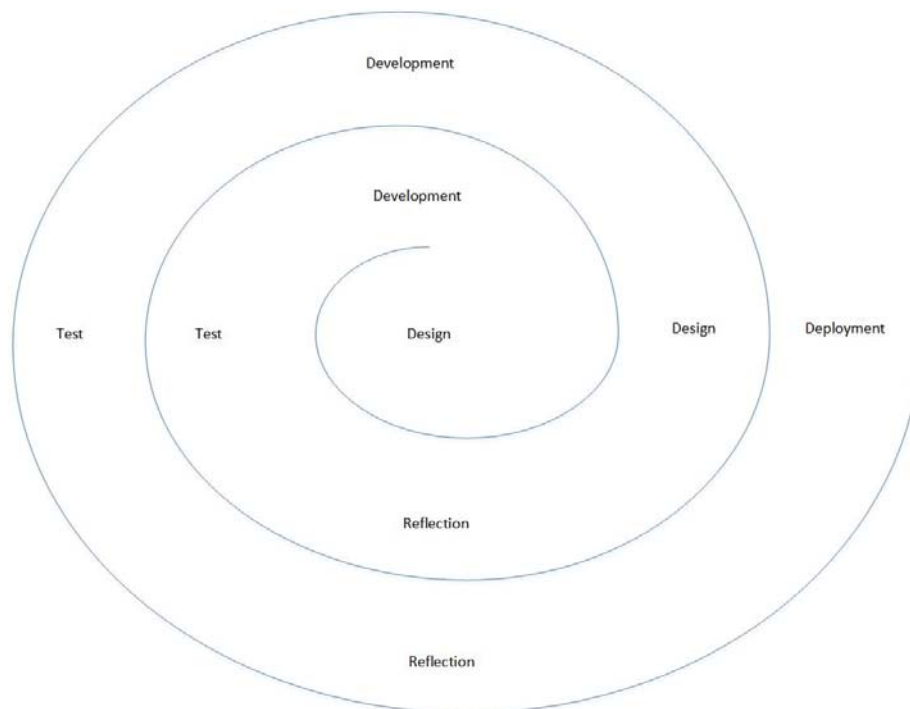 Development
Development
Test
Test
Design
Design
Deployment
Reflection
Reflection